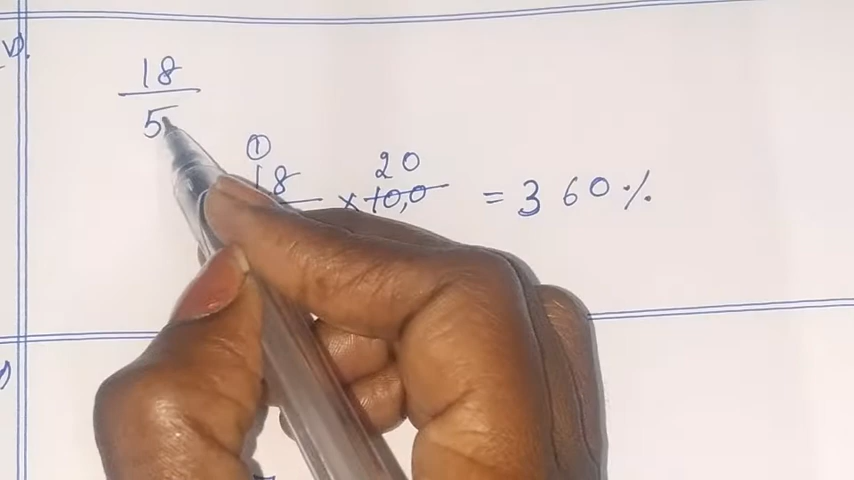 v).
18
5
①
20
18 × 100 = 360%